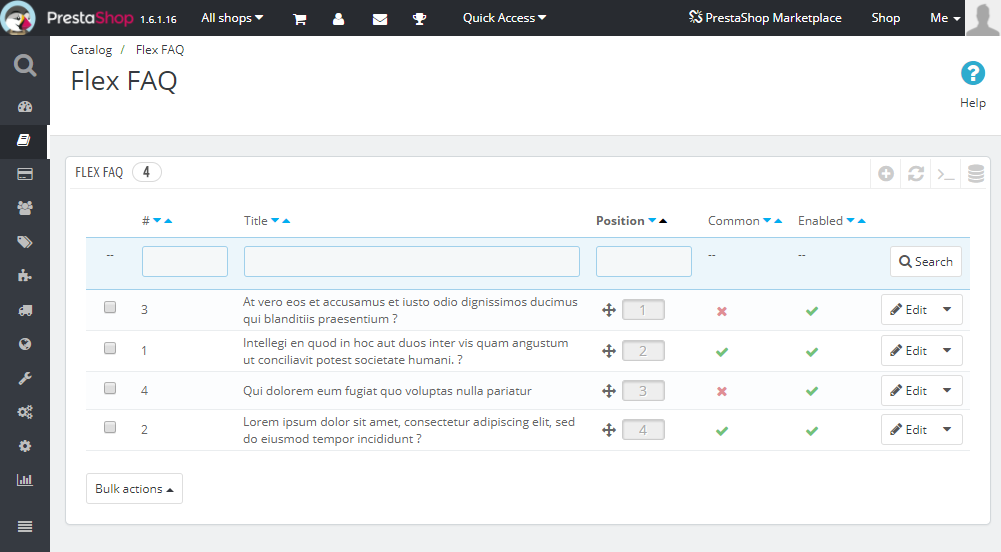 PrestaShop 1.6.1.16 All shops Quick Access PrestaShop Marketplace Shop Me
Catalog / Flex FAQ
Flex FAQ
Help
FLEX FAQ 4
# Title Position Common Enabled
-- -- -- Search
3 At vero eos et accusamus et iusto odio dignissimos ducimus
qui blanditiis praesentium ? 1 Edit
1 Intellegi en quod in hoc aut duos inter vis quam angustum
ut conciliavit potest societate humani. ? 2 Edit
4 Qui dolorem eum fugiat quo voluptas nulla pariatur 3 Edit
2 Lorem ipsum dolor sit amet, consectetur adipiscing elit, sed
do eiusmod tempor incididunt ? 4 Edit
Bulk actions